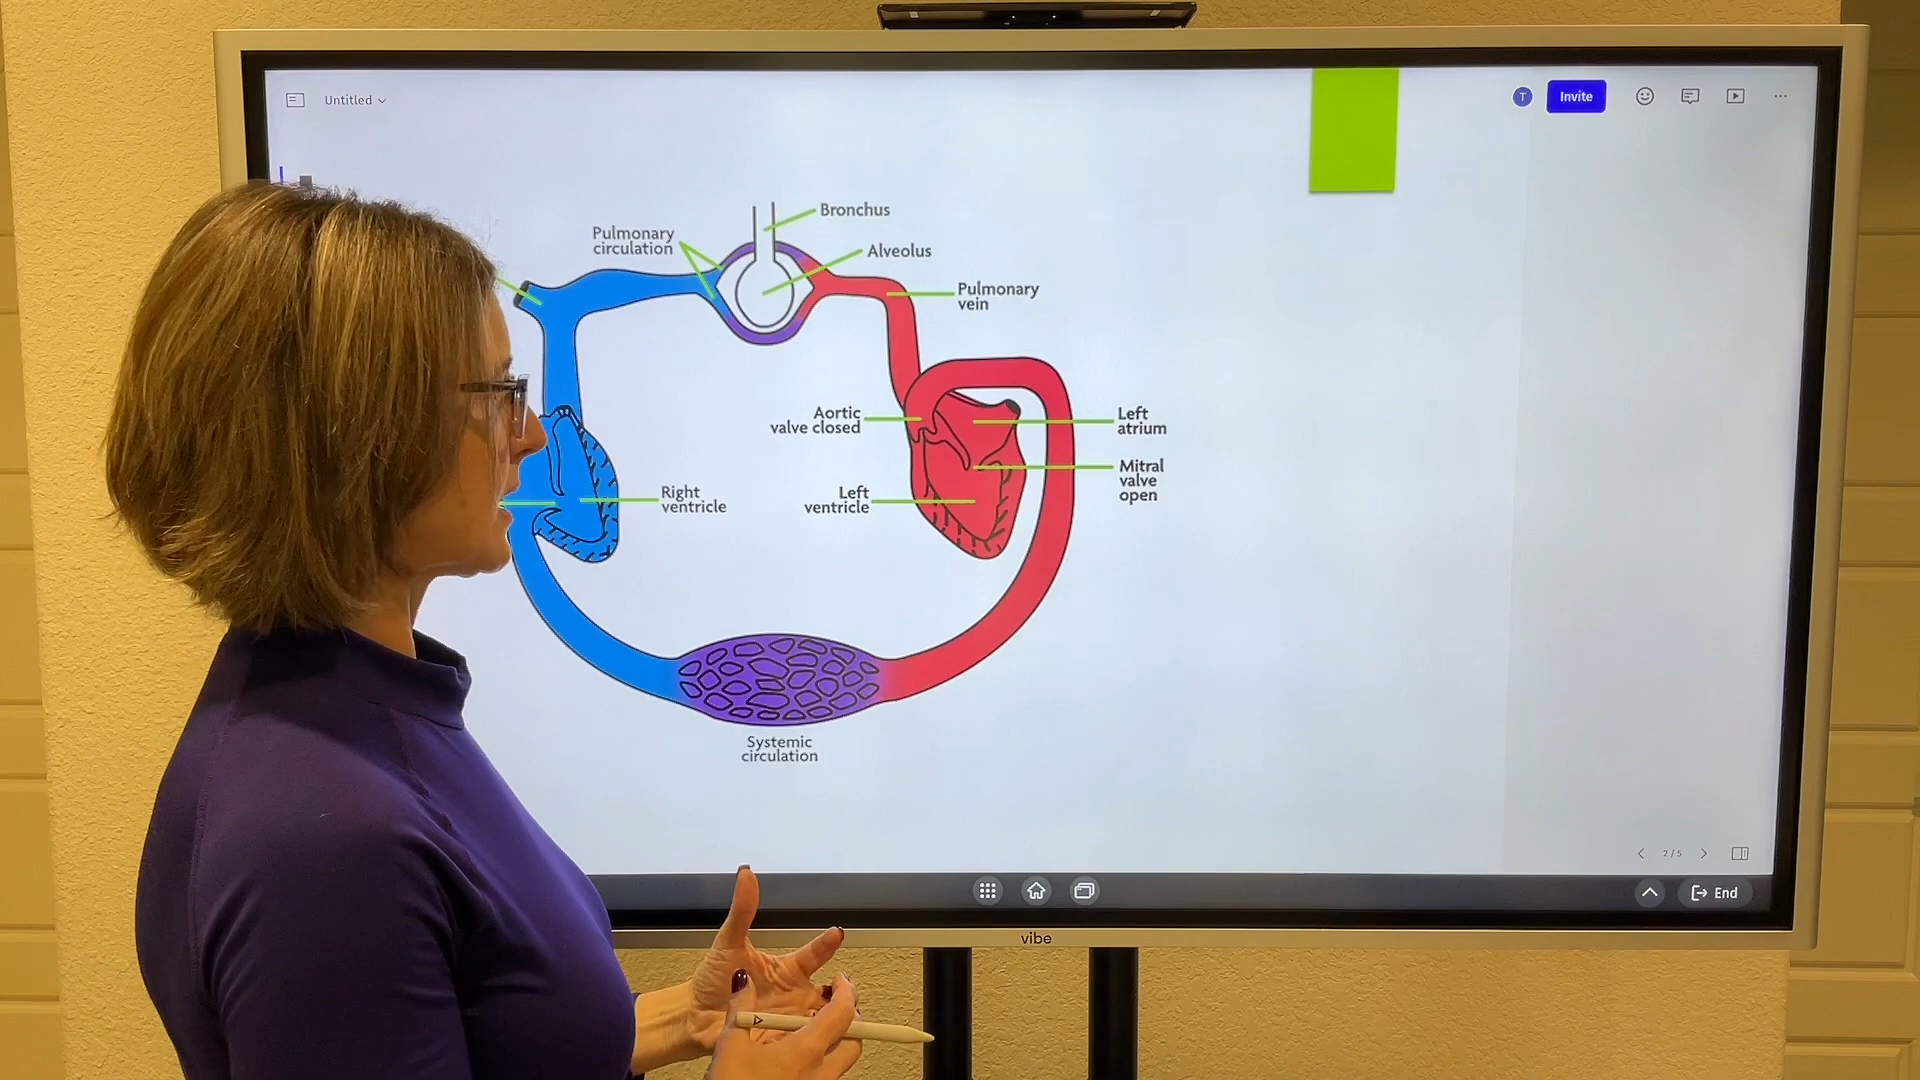 Untitled
T
Invite
Bronchus
Pulmonary
circulation
Alveolus
Pulmonary
vein
Aortic
valve closed
Left
atrium
Mitral
valve
open
Right
ventricle
Left
ventricle
Systemic
circulation
2/5
End
vibe